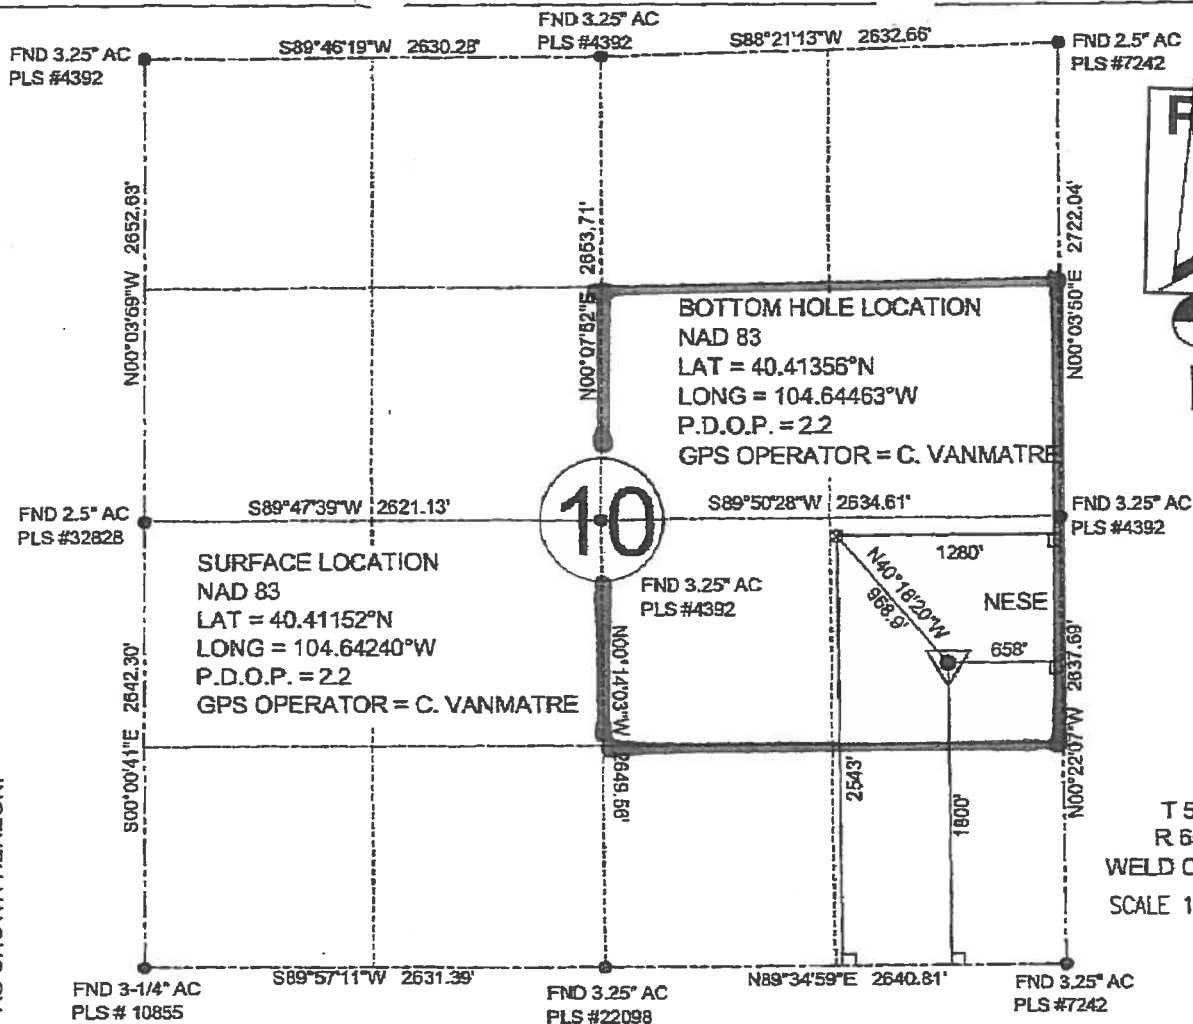 FND 3.25" AC
PLS #4392
S89°46'19"W 2630.28'
FND 3.25" AC
PLS #4392
S88°21'13"W 2632.66'
FND 2.5" AC
PLS #7242
N00°03'59"W 2652.63'
N00°07'52"E 2653.71'
N00°03'50"E 2722.04'
BOTTOM HOLE LOCATION
NAD 83
LAT = 40.41356°N
LONG = 104.64463°W
P.D.O.P. = 2.2
GPS OPERATOR = C. VANMATRE
FND 2.5" AC
PLS #32828
S89°47'39"W 2621.13'
10
S89°50'28"W 2634.61'
FND 3.25" AC
PLS #4392
SURFACE LOCATION
NAD 83
LAT = 40.41152°N
LONG = 104.64240°W
P.D.O.P. = 2.2
GPS OPERATOR = C. VANMATRE
FND 3.25" AC
PLS #4392
1280'
N40°18'20"W
968.9'
NESE
658'
S00°00'41"E 2642.30'
N00°14'03"W 2649.56'
2543'
1800'
N00°22'07"W 2637.69'
T 5
R 6
WELD C
SCALE 1
FND 3-1/4" AC
PLS # 10855
S89°57'11"W 2631.39'
FND 3.25" AC
PLS #22098
N89°34'59"E 2640.81'
FND 3.25" AC
PLS #7242